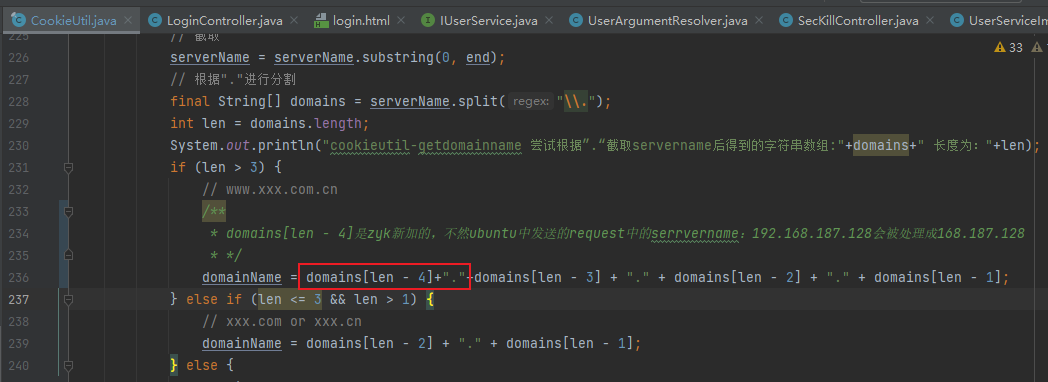 CookieUtil.java LoginController.java login.html IUserService.java UserArgumentResolver.java SecKillController.java UserServiceIm
225 // 截取
226 serverName = serverName.substring(0, end);
33
227 // 根据"."进行分割
228 final String[] domains = serverName.split( regex: "\\.");
229 int len = domains.length;
230 System.out.println("cookieutil-getdomainname 尝试根据”.“截取servername后得到的字符串数组:"+domains+" 长度为："+len);
231 if (len > 3) {
232 // www.xxx.com.cn
233 /**
234 * domains[len - 4]是zyk新加的，不然ubuntu中发送的request中的serrvername；192.168.187.128会被处理成168.187.128
235 * */
236 domainName = domains[len - 4]+"."+domains[len - 3] + "." + domains[len - 2] + "." + domains[len - 1];
237 } else if (len <= 3 && len > 1) {
238 // xxx.com or xxx.cn
239 domainName = domains[len - 2] + "." + domains[len - 1];
240 } else {